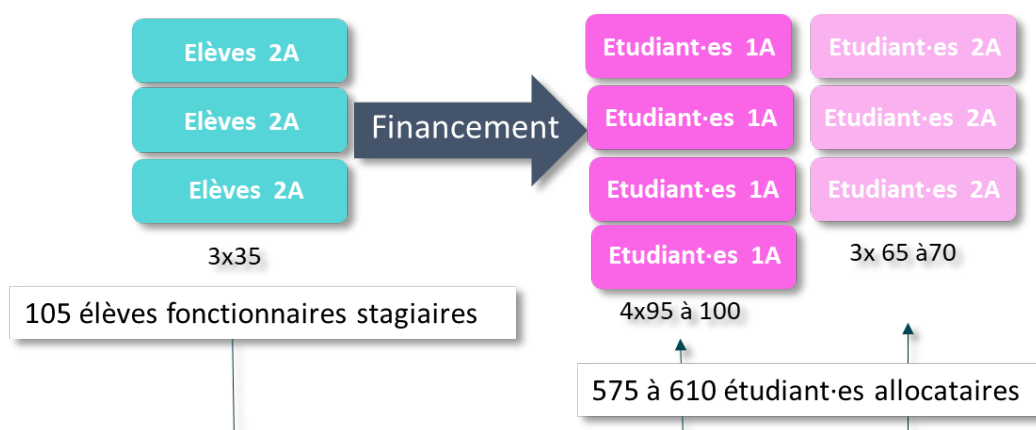 Elèves 2A
Elèves 2A
Elèves 2A
3x35
105 élèves fonctionnaires stagiaires
Financement
Etudiant·es 1A
Etudiant·es 1A
Etudiant·es 1A
Etudiant·es 1A
4x95 à 100
Etudiant·es 2A
Etudiant·es 2A
Etudiant·es 2A
3x 65 à70
575 à 610 étudiant·es allocataires